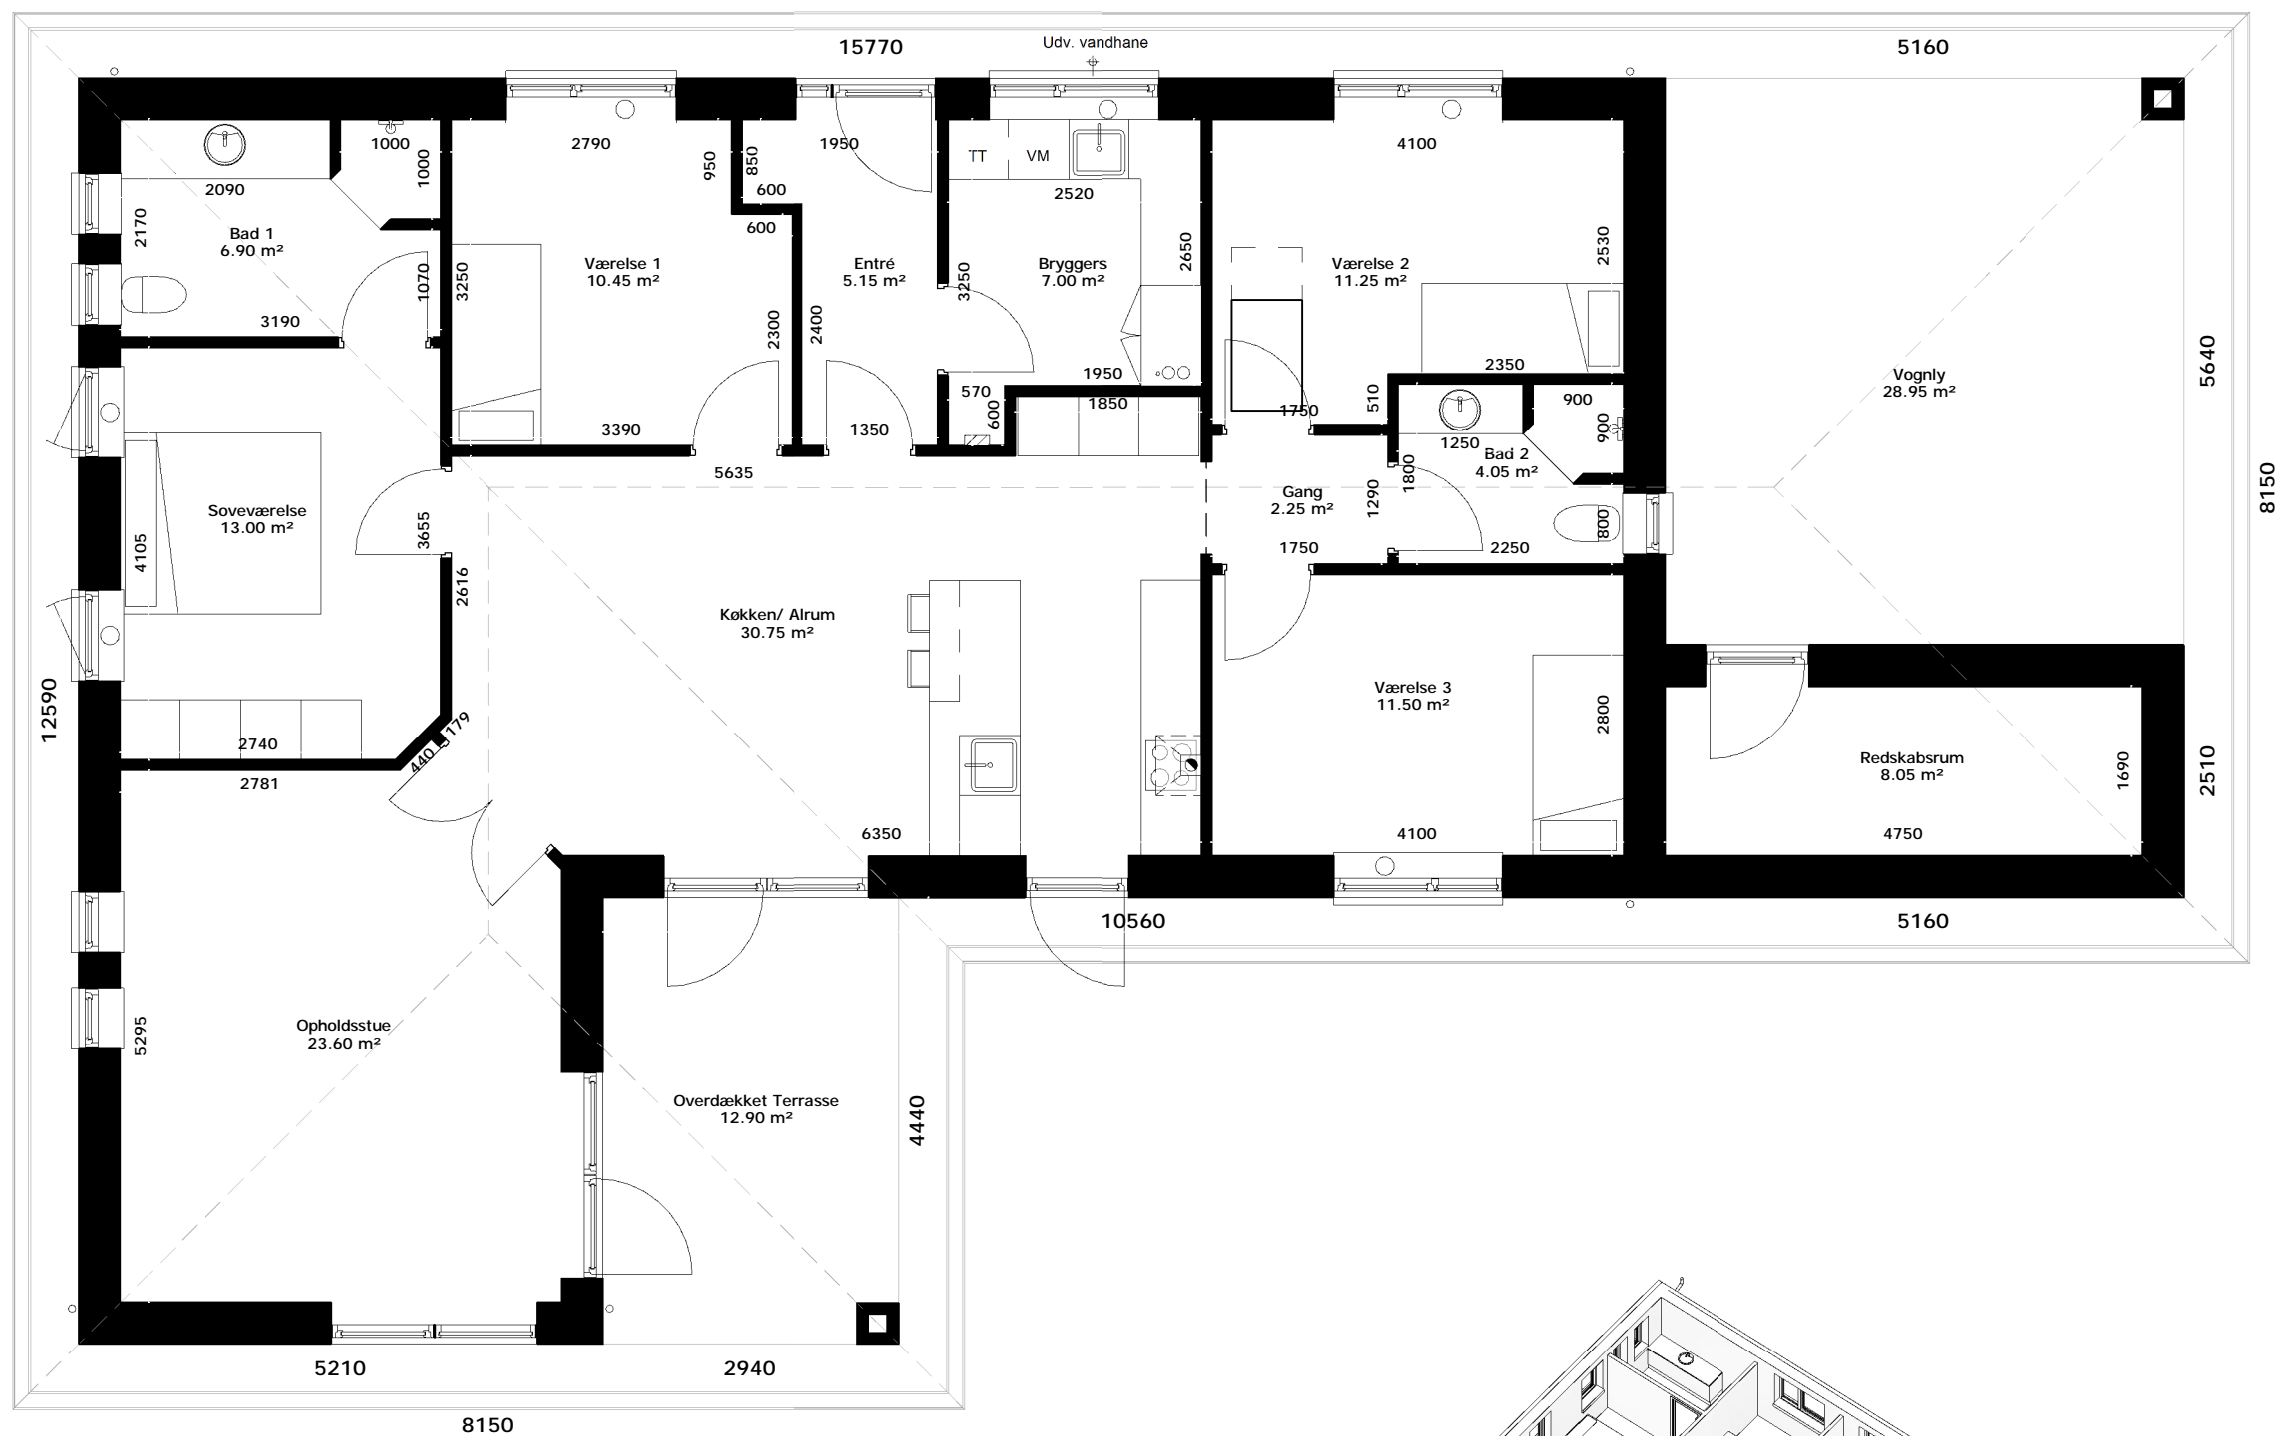 15770
Udv. vandhane
5160
1000
1000
2790
950
850
1950
600
600
TT
VM
2520
4100
2090
2170
Bad 1
6.90 m²
1070
3190
3250
Værelse 1
10.45 m²
2300
2400
3390
Entré
5.15 m²
3250
1350
Bryggers
7.00 m²
2650
1950
570
600
1850
Værelse 2
11.25 m²
2530
2350
1750
510
900
900
1250
Bad 2
4.05 m²
1800
1290
800
2250
Gang
2.25 m²
1750
Vognly
28.95 m²
5640
8150
5635
Soveværelse
13.00 m²
3655
4105
2616
2740
2781
179
440
12590
Køkken/ Alrum
30.75 m²
6350
Værelse 3
11.50 m²
2800
4100
Redskabsrum
8.05 m²
1690
2510
4750
10560
5160
Opholdsstue
23.60 m²
5295
Overdækket Terrasse
12.90 m²
4440
5210
2940
8150